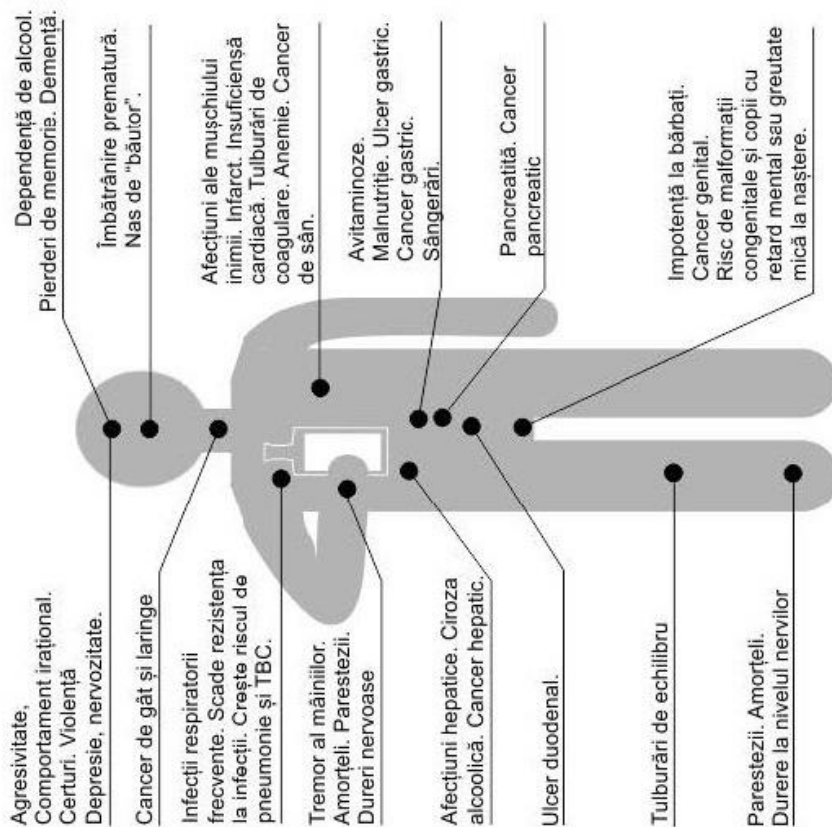 Agresivitate,
Comportament irațional.
Certuri. Violență
Depresie, nervozitate.
Cancer de gât și laringe
Infecții respiratorii
frecvente. Scade rezistența
la infecții. Crește riscul de
pneumonie și TBC.
Tremor al mâiniilor.
Amorțeli. Parestezii.
Dureri nervoase
Afecțiuni hepatice. Ciroza
alcoolică. Cancer hepatic.
Ulcer duodenal.
Tulburări de echilibru
Parestezii. Amorțeli.
Durere la nivelul nervilor
Dependență de alcool.
Pierderi de memorie. Demență.
Îmbătrânire prematură.
Nas de “băutor”.
Afecțiuni ale mușchiului
inimii. Infarct. Insuficiensă
cardiacă. Tulburări de
coagulare. Anemie. Cancer
de sân.
Avitaminoze.
Malnutriție. Ulcer gastric.
Cancer gastric.
Sângerări.
Pancreatită. Cancer
pancreatic
Impotență la bărbați.
Cancer genital.
Risc de malformații
congenitale și copii cu
retard mental sau greutate
mică la naștere.